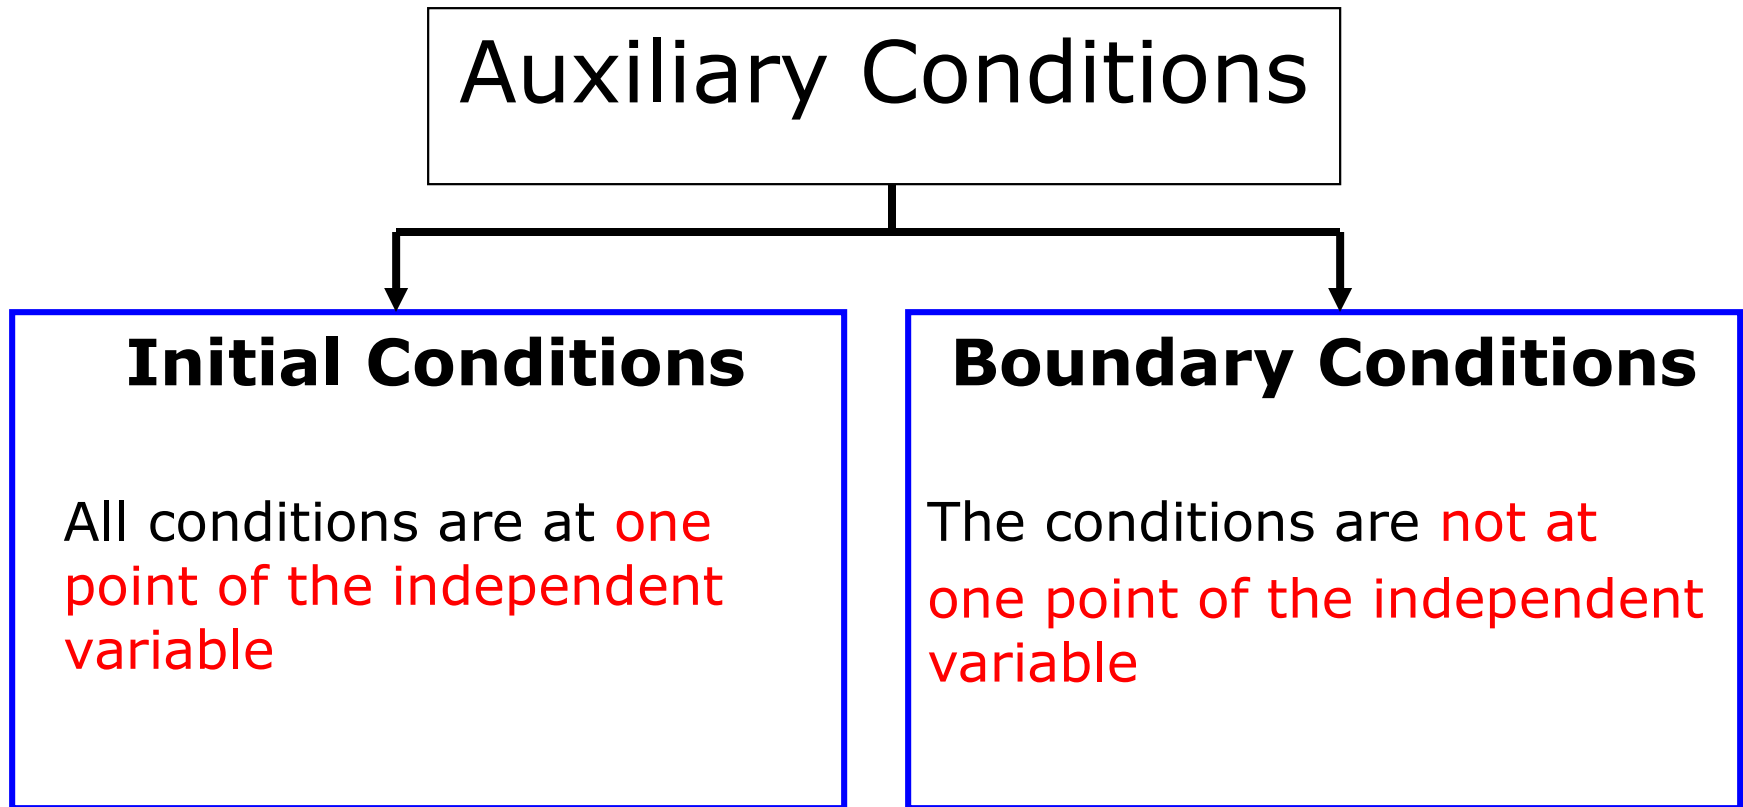 Auxiliary Conditions
Initial Conditions
All conditions are at one
point of the independent
variable
Boundary Conditions
The conditions are not at
one point of the independent
variable